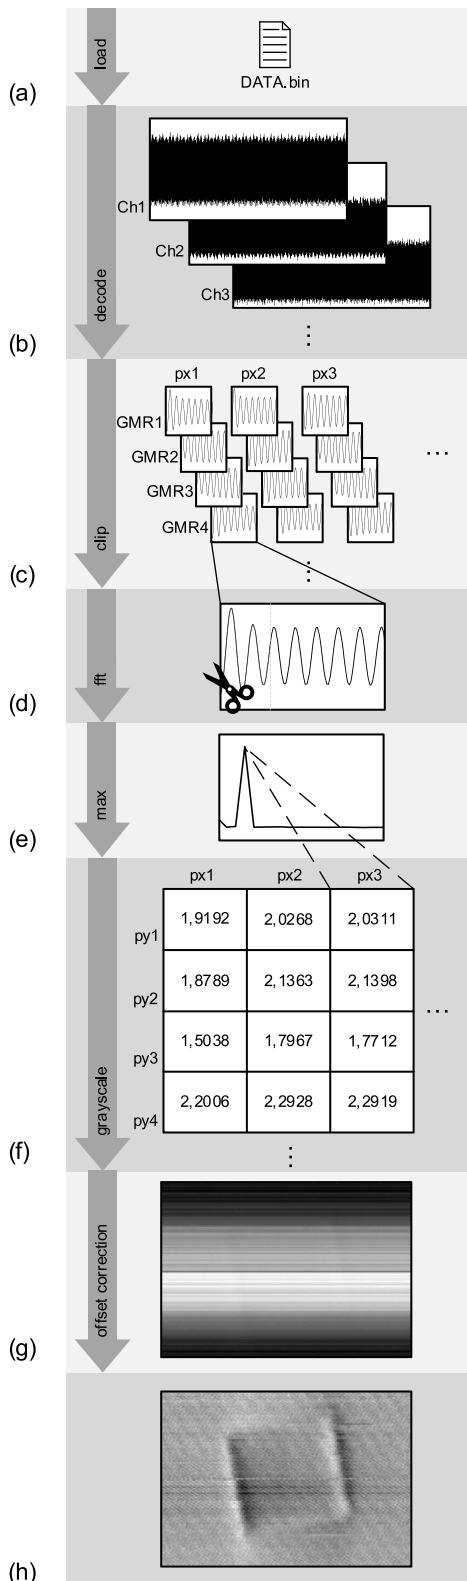 load
DATA.bin
(a)
decode
Ch1
Ch2
Ch3
(b)
px1 px2 px3
GMR1
GMR2
...
GMR3
GMR4
clip
(c)
fft
(d)
max
(e)
px1 px2 px3
1,9192 2,0268 2,0311
py1
1,8789 2,1363 2,1398
py2
...
1,5038 1,7967 1,7712
py3
2,2006 2,2928 2,2919
py4
grayscale
(f)
offset correction
(g)
(h)